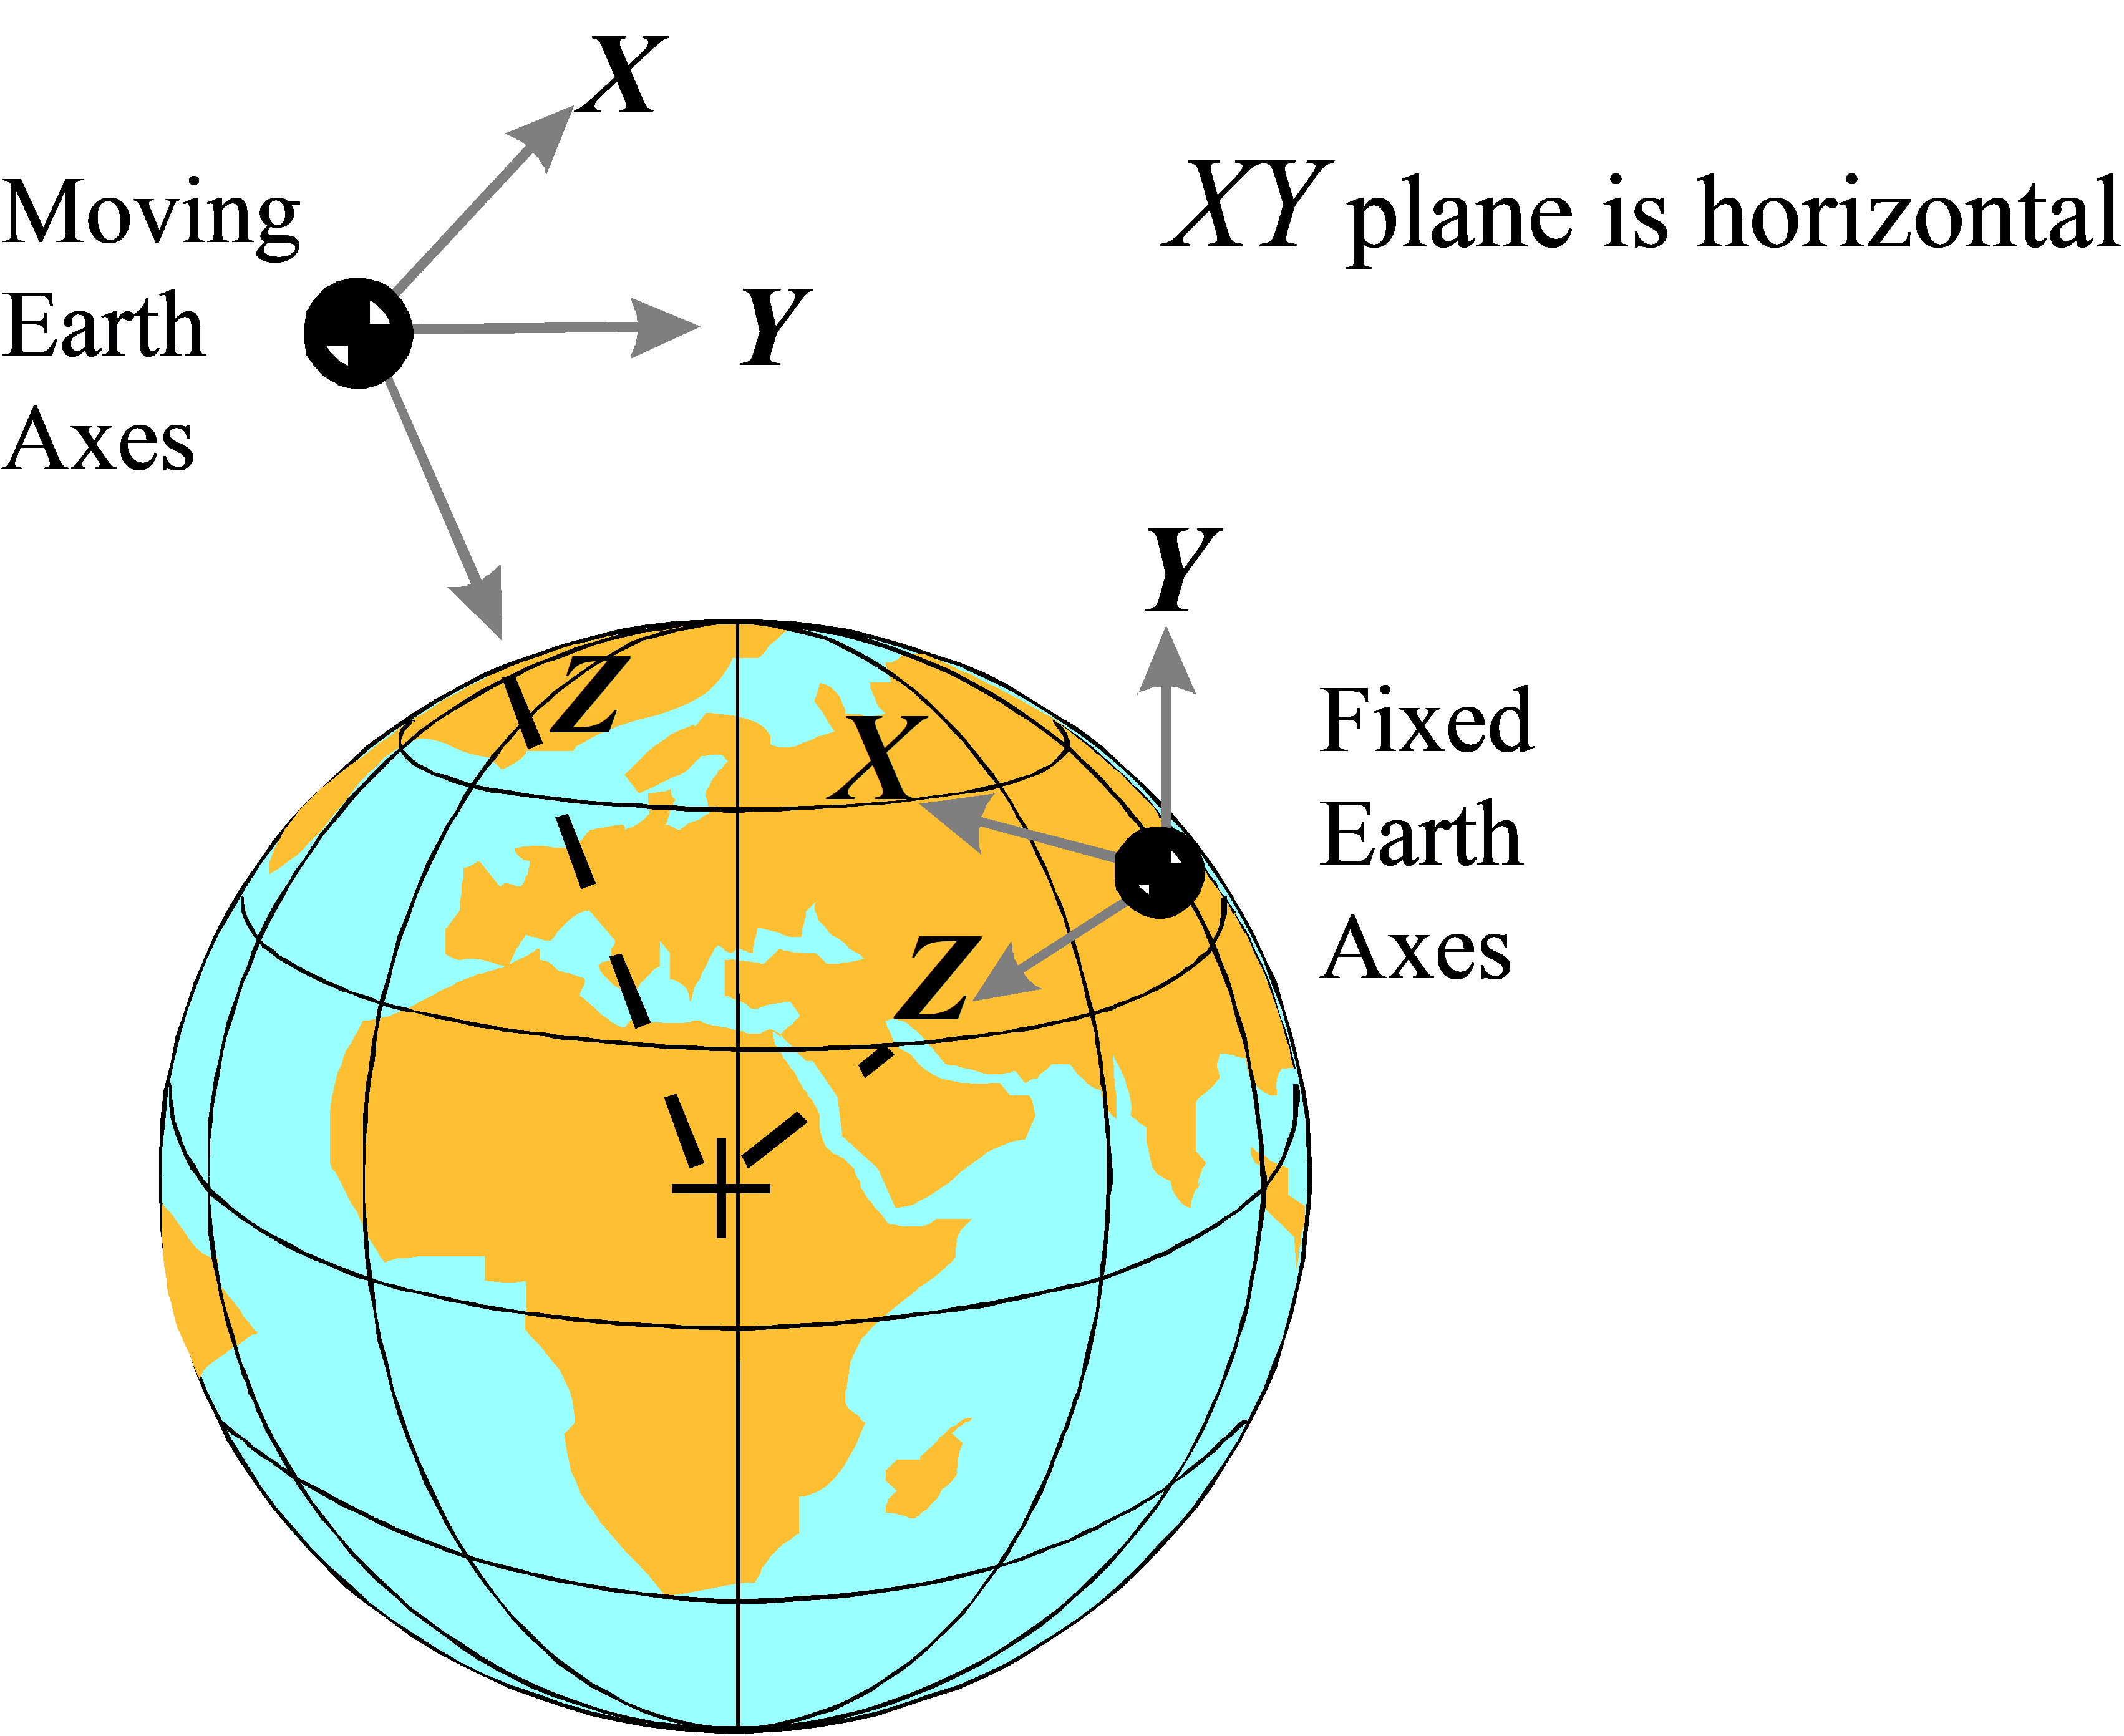 X
Moving
Earth
Axes
Y
XY plane is horizontal
Z
Y
X
Z
Fixed
Earth
Axes